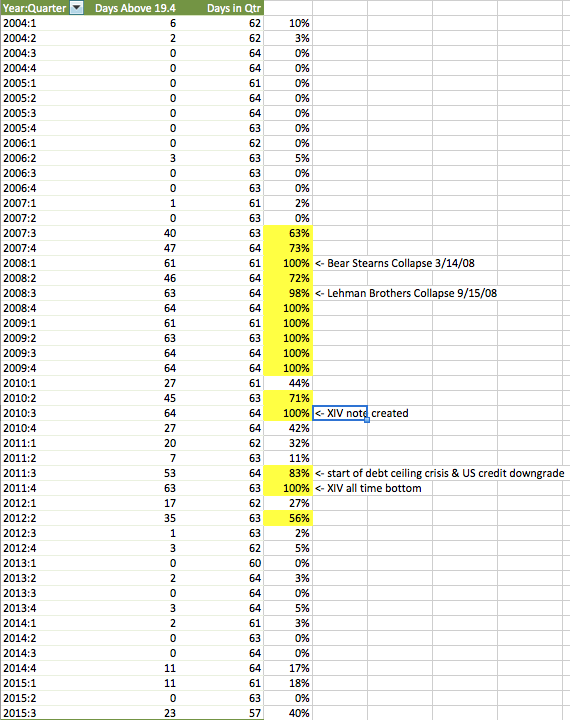 Year:Quarter Days Above 19.4 Days in Qtr
2004:1 6 62 10%
2004:2 2 62 3%
2004:3 0 64 0%
2004:4 0 64 0%
2005:1 0 61 0%
2005:2 0 64 0%
2005:3 0 64 0%
2005:4 0 63 0%
2006:1 0 62 0%
2006:2 3 63 5%
2006:3 0 63 0%
2006:4 0 63 0%
2007:1 1 61 2%
2007:2 0 63 0%
2007:3 40 63 63%
2007:4 47 64 73%
2008:1 61 61 100% <- Bear Stearns Collapse 3/14/08
2008:2 46 64 72%
2008:3 63 64 98% <- Lehman Brothers Collapse 9/15/08
2008:4 64 64 100%
2009:1 61 61 100%
2009:2 63 63 100%
2009:3 64 64 100%
2009:4 64 64 100%
2010:1 27 61 44%
2010:2 45 63 71%
2010:3 64 64 100% <- XIV note created
2010:4 27 64 42%
2011:1 20 62 32%
2011:2 7 63 11%
2011:3 53 64 83% <- start of debt ceiling crisis & US credit downgrade
2011:4 63 63 100% <- XIV all time bottom
2012:1 17 62 27%
2012:2 35 63 56%
2012:3 1 63 2%
2012:4 3 62 5%
2013:1 0 60 0%
2013:2 2 64 3%
2013:3 0 64 0%
2013:4 3 64 5%
2014:1 2 61 3%
2014:2 0 63 0%
2014:3 0 64 0%
2014:4 11 64 17%
2015:1 11 61 18%
2015:2 0 63 0%
2015:3 23 57 40%